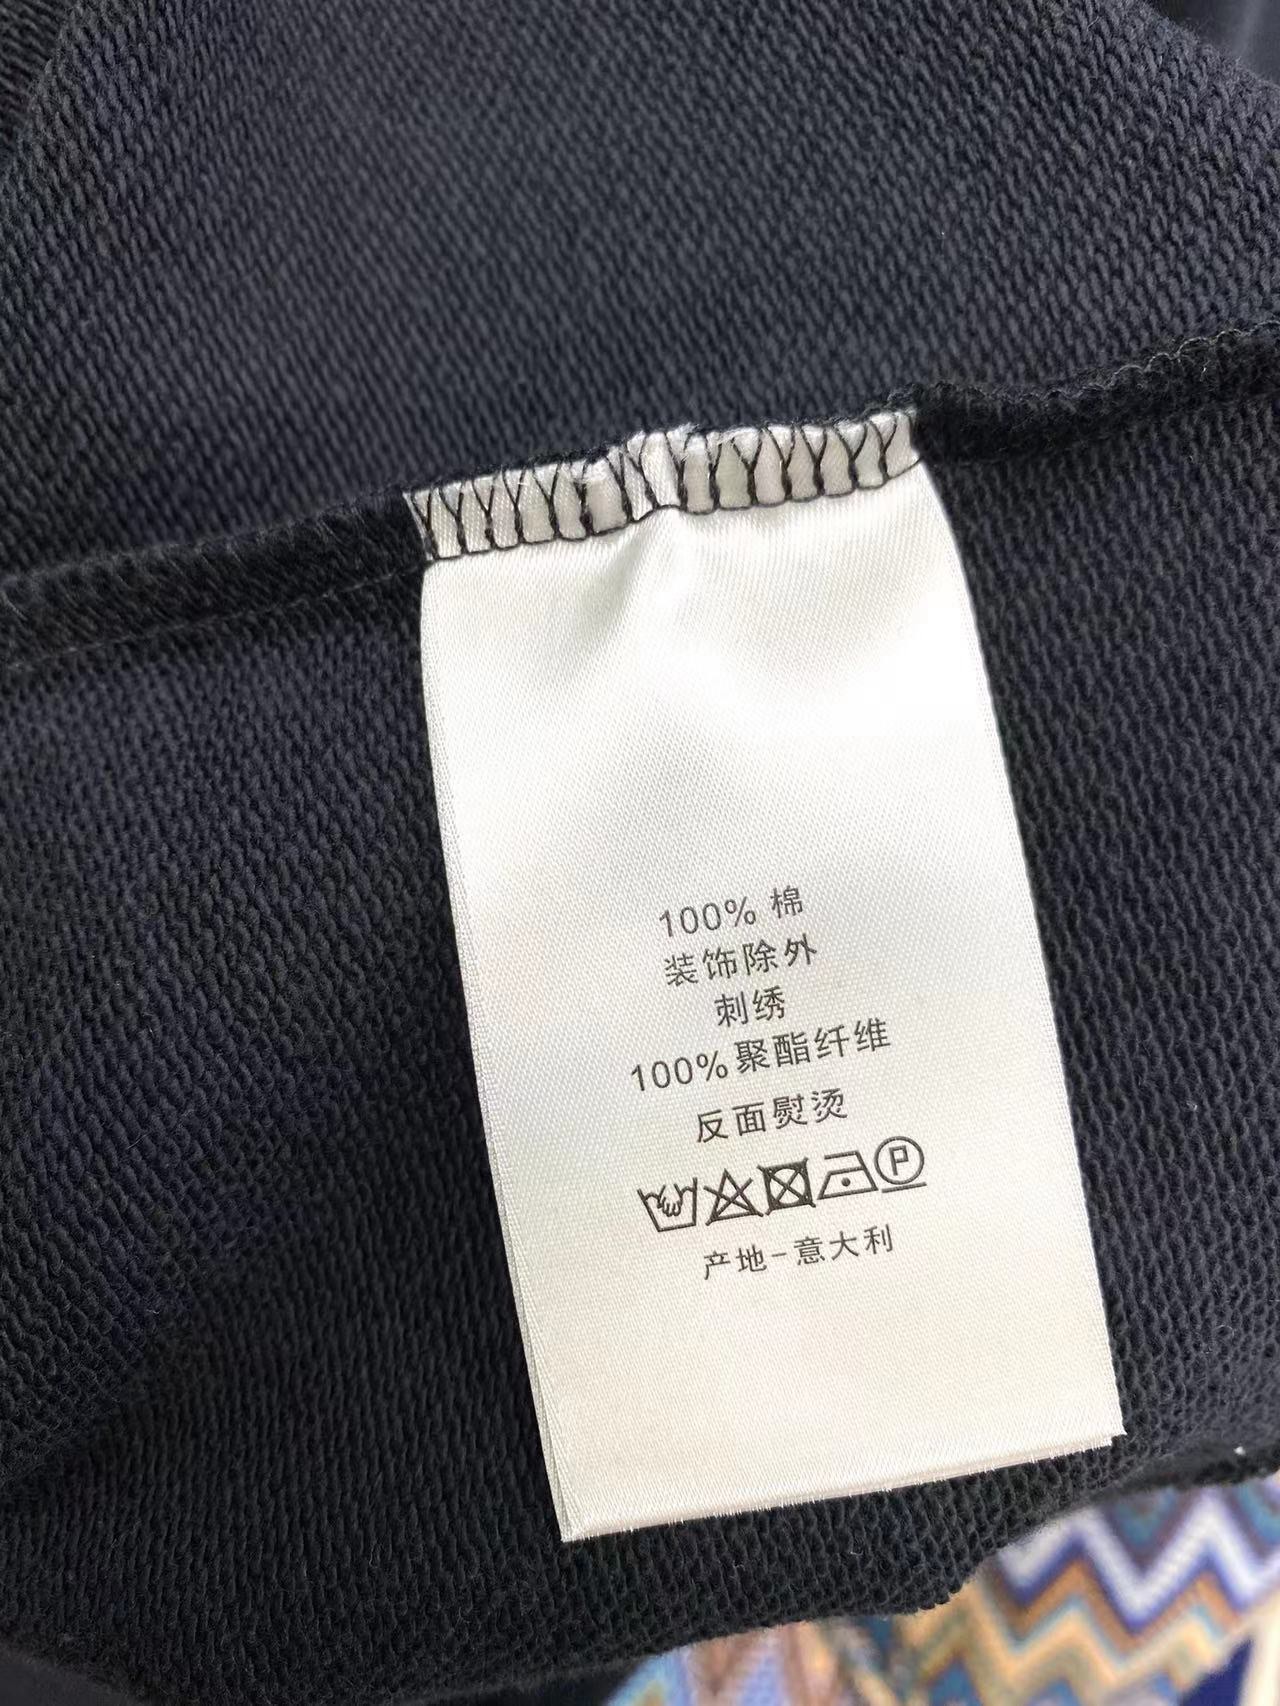 100% 棉
装饰除外
刺绣
100%聚酯纤维
反面熨烫
P
产地-意大利